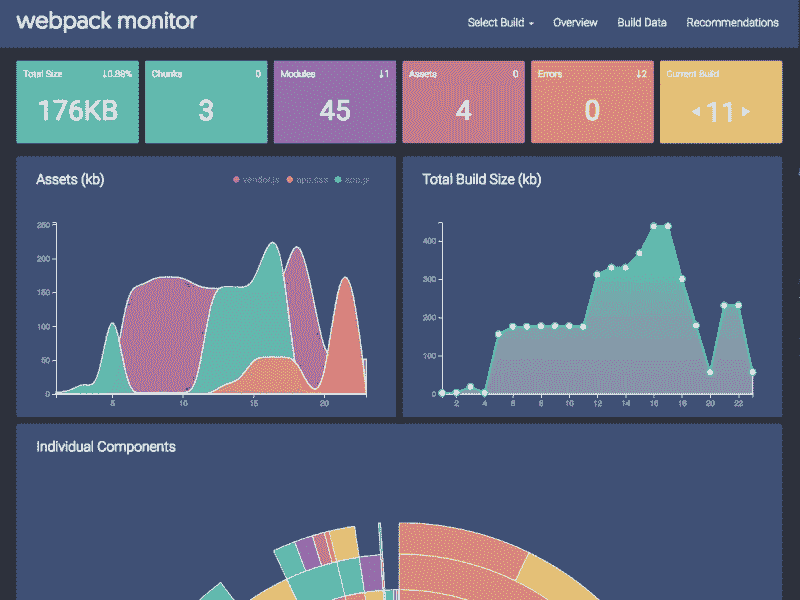 webpack monitor
Select Build Overview Build Data Recommendations
Total Size ↓0.88% Chunks 0 Modules ↓1 Assets 0 Errors ↓2 Current Build
176KB 3 45 4 0 11
Assets (kb)
vendor.js app.css app.js
250
200
150
100
50
0
5 10 15 20
Total Build Size (kb)
400
300
200
100
0
2 4 6 8 10 12 14 16 18 20 22
Individual Components